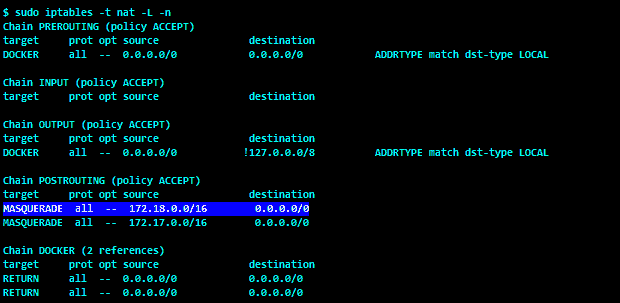 $ sudo iptables -t nat -L -n
Chain PREROUTING (policy ACCEPT)
target     prot opt source               destination
DOCKER     all  --  0.0.0.0/0            0.0.0.0/0            ADDRTYPE match dst-type LOCAL

Chain INPUT (policy ACCEPT)
target     prot opt source               destination

Chain OUTPUT (policy ACCEPT)
target     prot opt source               destination
DOCKER     all  --  0.0.0.0/0           !127.0.0.0/8          ADDRTYPE match dst-type LOCAL

Chain POSTROUTING (policy ACCEPT)
target     prot opt source               destination
MASQUERADE  all  --  172.18.0.0/16        0.0.0.0/0
MASQUERADE  all  --  172.17.0.0/16        0.0.0.0/0

Chain DOCKER (2 references)
target     prot opt source               destination
RETURN     all  --  0.0.0.0/0            0.0.0.0/0
RETURN     all  --  0.0.0.0/0            0.0.0.0/0